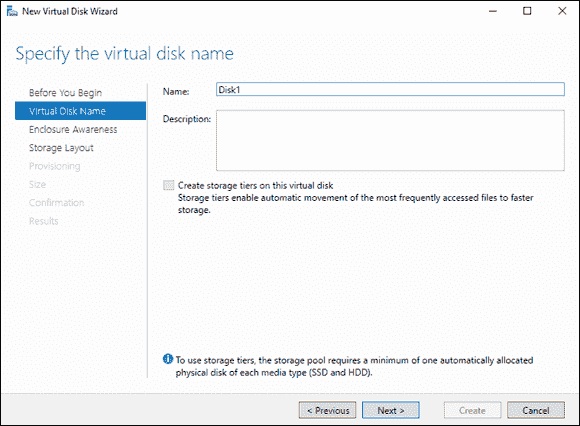 New Virtual Disk Wizard
Specify the virtual disk name
Before You Begin
Virtual Disk Name
Enclosure Awareness
Storage Layout
Provisioning
Size
Confirmation
Results
Name:
Disk1
Description:
Create storage tiers on this virtual disk
Storage tiers enable automatic movement of the most frequently accessed files to faster
storage.
To use storage tiers, the storage pool requires a minimum of one automatically allocated
physical disk of each media type (SSD and HDD).
< Previous
Next >
Create
Cancel